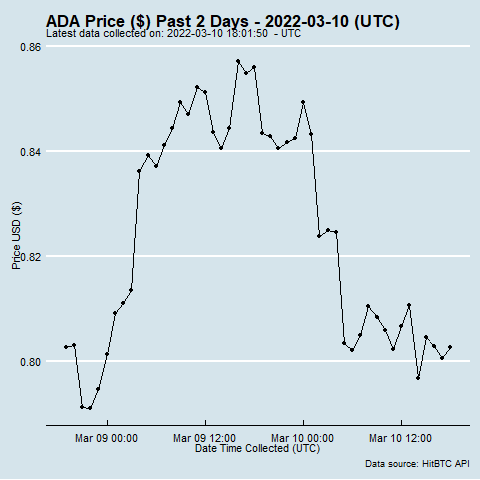 ADA Price ($) Past 2 Days - 2022-03-10 (UTC)
Latest data collected on: 2022-03-10 18:01:50  - UTC
0.86
0.84
0.82
0.80
Price USD ($)
Mar 09 00:00 Mar 09 12:00 Mar 10 00:00 Mar 10 12:00
Date Time Collected (UTC)
Data source: HitBTC API